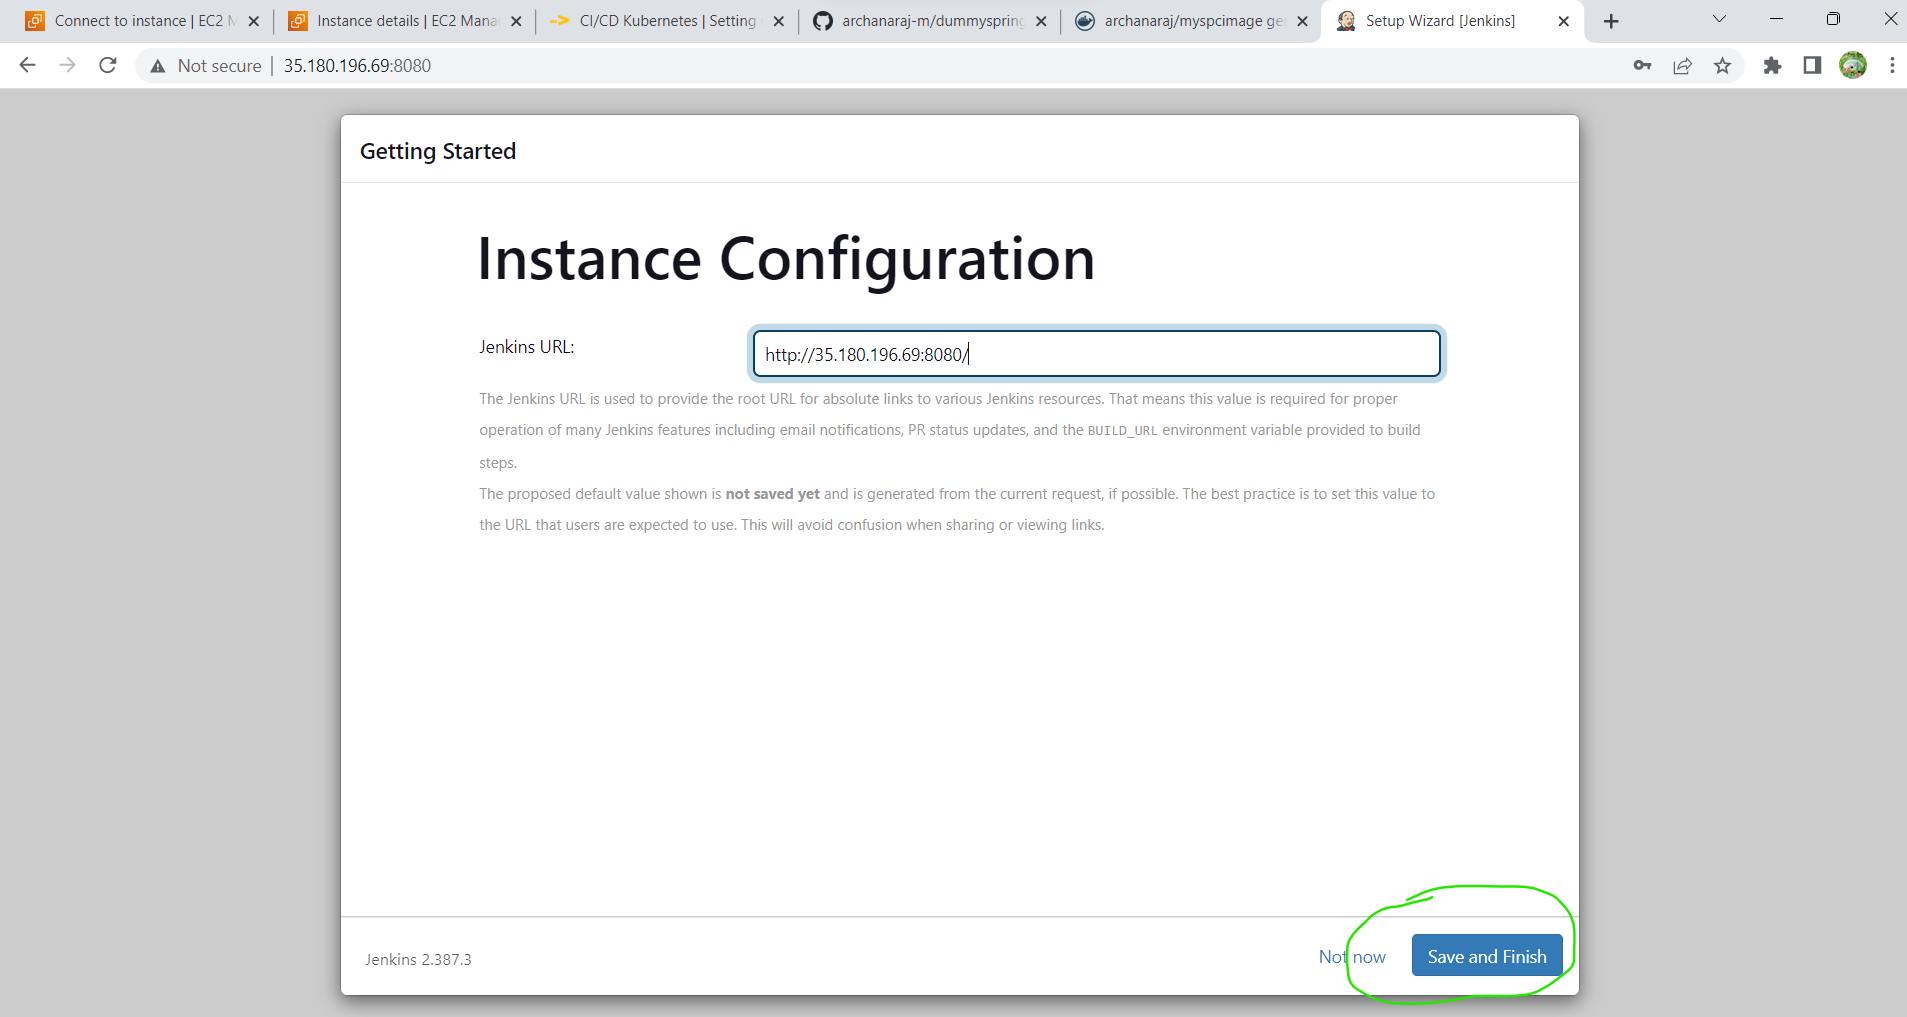 Connect to instance | EC2 M
Instance details | EC2 Mana
CI/CD Kubernetes | Setting
archanaraj-m/dummyspring
archanaraj/myspcimage ge
Setup Wizard [Jenkins]
Not secure | 35.180.196.69:8080
Getting Started
Instance Configuration
Jenkins URL:
http://35.180.196.69:8080/
The Jenkins URL is used to provide the root URL for absolute links to various Jenkins resources. That means this value is required for proper
operation of many Jenkins features including email notifications, PR status updates, and the BUILD_URL environment variable provided to build
steps.
The proposed default value shown is not saved yet and is generated from the current request, if possible. The best practice is to set this value to
the URL that users are expected to use. This will avoid confusion when sharing or viewing links.
Jenkins 2.387.3
Not now
Save and Finish